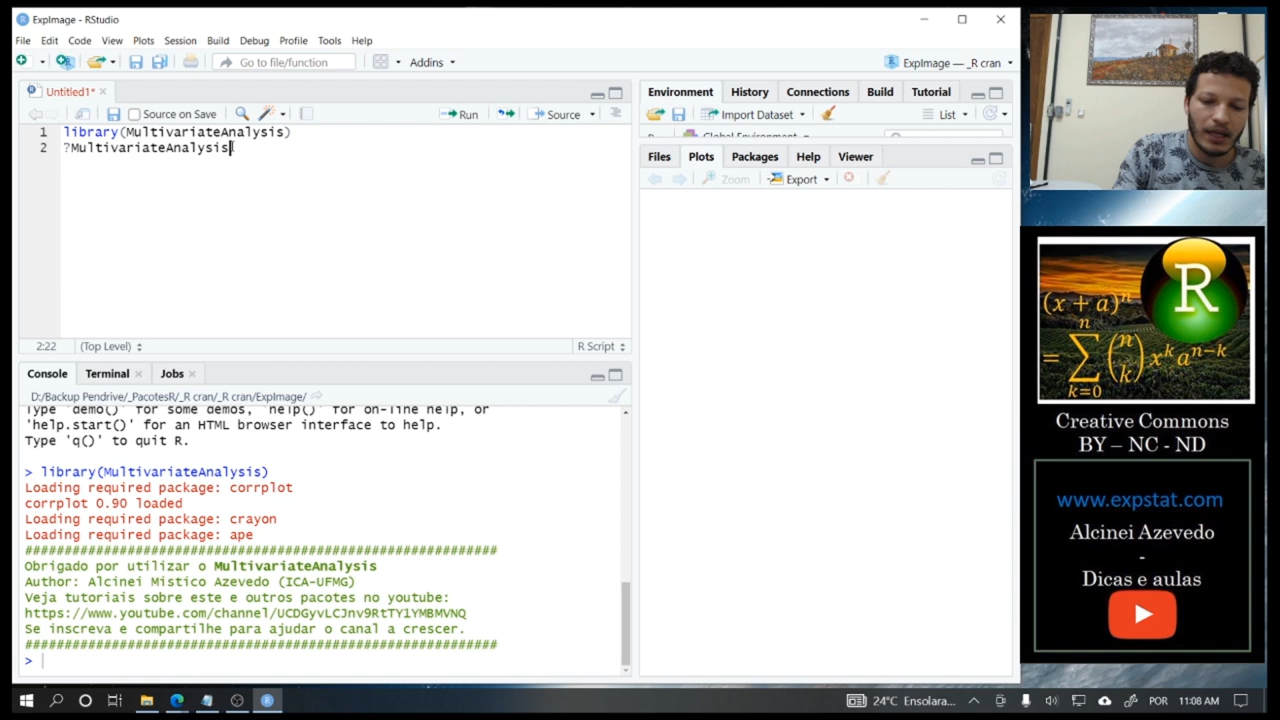 ExpImage - RStudio
File Edit Code View Plots Session Build Debug Profile Tools Help
Go to file/function Addins ExpImage — _R cran
Untitled1*
Source on Save Run Source
1 library(MultivariateAnalysis)
2 ?MultivariateAnalysis
2:22 (Top Level) R Script
Console Terminal Jobs
D:/Backup Pendrive/_PacotesR/_R cran/_R cran/ExpImage/
Type 'demo()' for some demos, 'help()' for on-line help, or
'help.start()' for an HTML browser interface to help.
Type 'q()' to quit R.
> library(MultivariateAnalysis)
Loading required package: corrplot
corrplot 0.90 loaded
Loading required package: crayon
Loading required package: ape
############################################################
Obrigado por utilizar o MultivariateAnalysis
Author: Alcinei Mistico Azevedo (ICA-UFMG)
Veja tutoriais sobre este e outros pacotes no youtube:
https://www.youtube.com/channel/UCDGyvLCJnv9RtTY1YMBMVNQ
Se inscreva e compartilhe para ajudar o canal a crescer.
############################################################
>
Environment History Connections Build Tutorial
Import Dataset List
R Global Environment
Files Plots Packages Help Viewer
Zoom Export
R
(x + a)^n
= ∑ n k=0 (n k) x^k a^{n-k}
Creative Commons
BY – NC - ND
www.expstat.com
Alcinei Azevedo
-
Dicas e aulas
24°C Ensolara... POR 11:08 AM